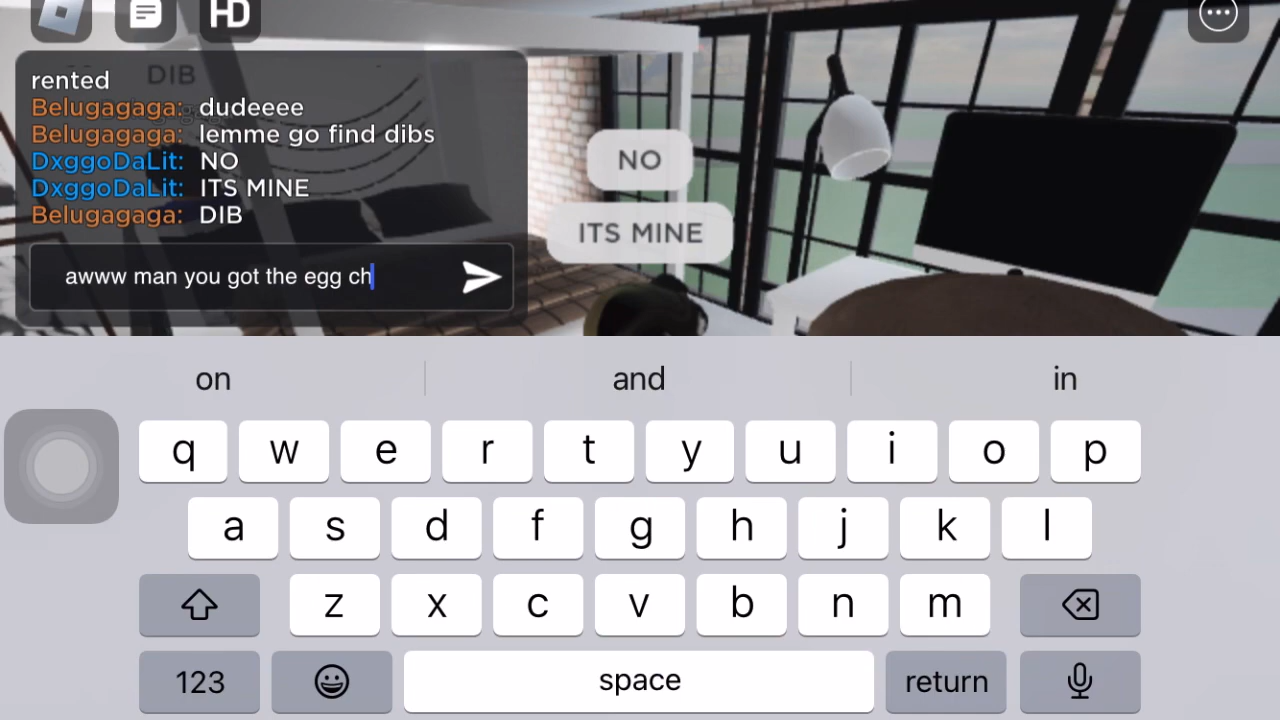 HD
DIB
rented
Belugagaga: dudeeee
Belugagaga: lemme go find dibs
DxggoDaLit: NO
DxggoDaLit: ITS MINE
Belugagaga: DIB
awww man you got the egg ch
NO
ITS MINE
on and in
q w e r t y u i o p
a s d f g h j k l
z x c v b n m
123 space return